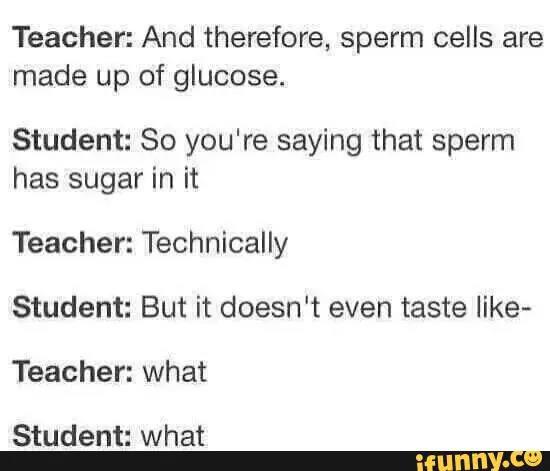 Teacher: And therefore, sperm cells are
made up of glucose.
Student: So you're saying that sperm
has sugar in it
Teacher: Technically
Student: But it doesn't even taste like-
Teacher: what
Student: what
ifunny.co